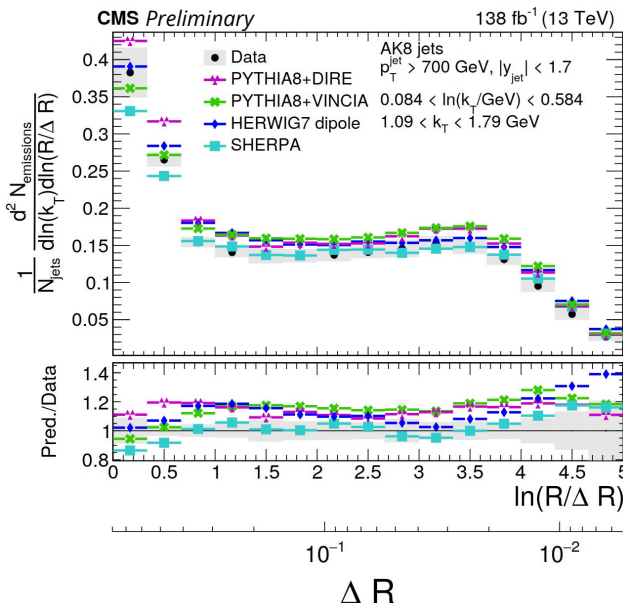 CMS Preliminary 138 fb⁻¹ (13 TeV)
1/N_jets d² N_emissions / dln(k_T)dln(R/Δ R)
0.4
0.35
0.3
0.25
0.2
0.15
0.1
0.05
Data
PYTHIA8+DIRE
PYTHIA8+VINCIA
HERWIG7 dipole
SHERPA
AK8 jets
p_T^jet > 700 GeV, |y_jet| < 1.7
0.084 < ln(k_T/GeV) < 0.584
1.09 < k_T < 1.79 GeV
Pred./Data
1.4
1.2
1
0.8
0 0.5 1 1.5 2 2.5 3 3.5 4 4.5 5
ln(R/Δ R)
10⁻¹ 10⁻²
Δ R